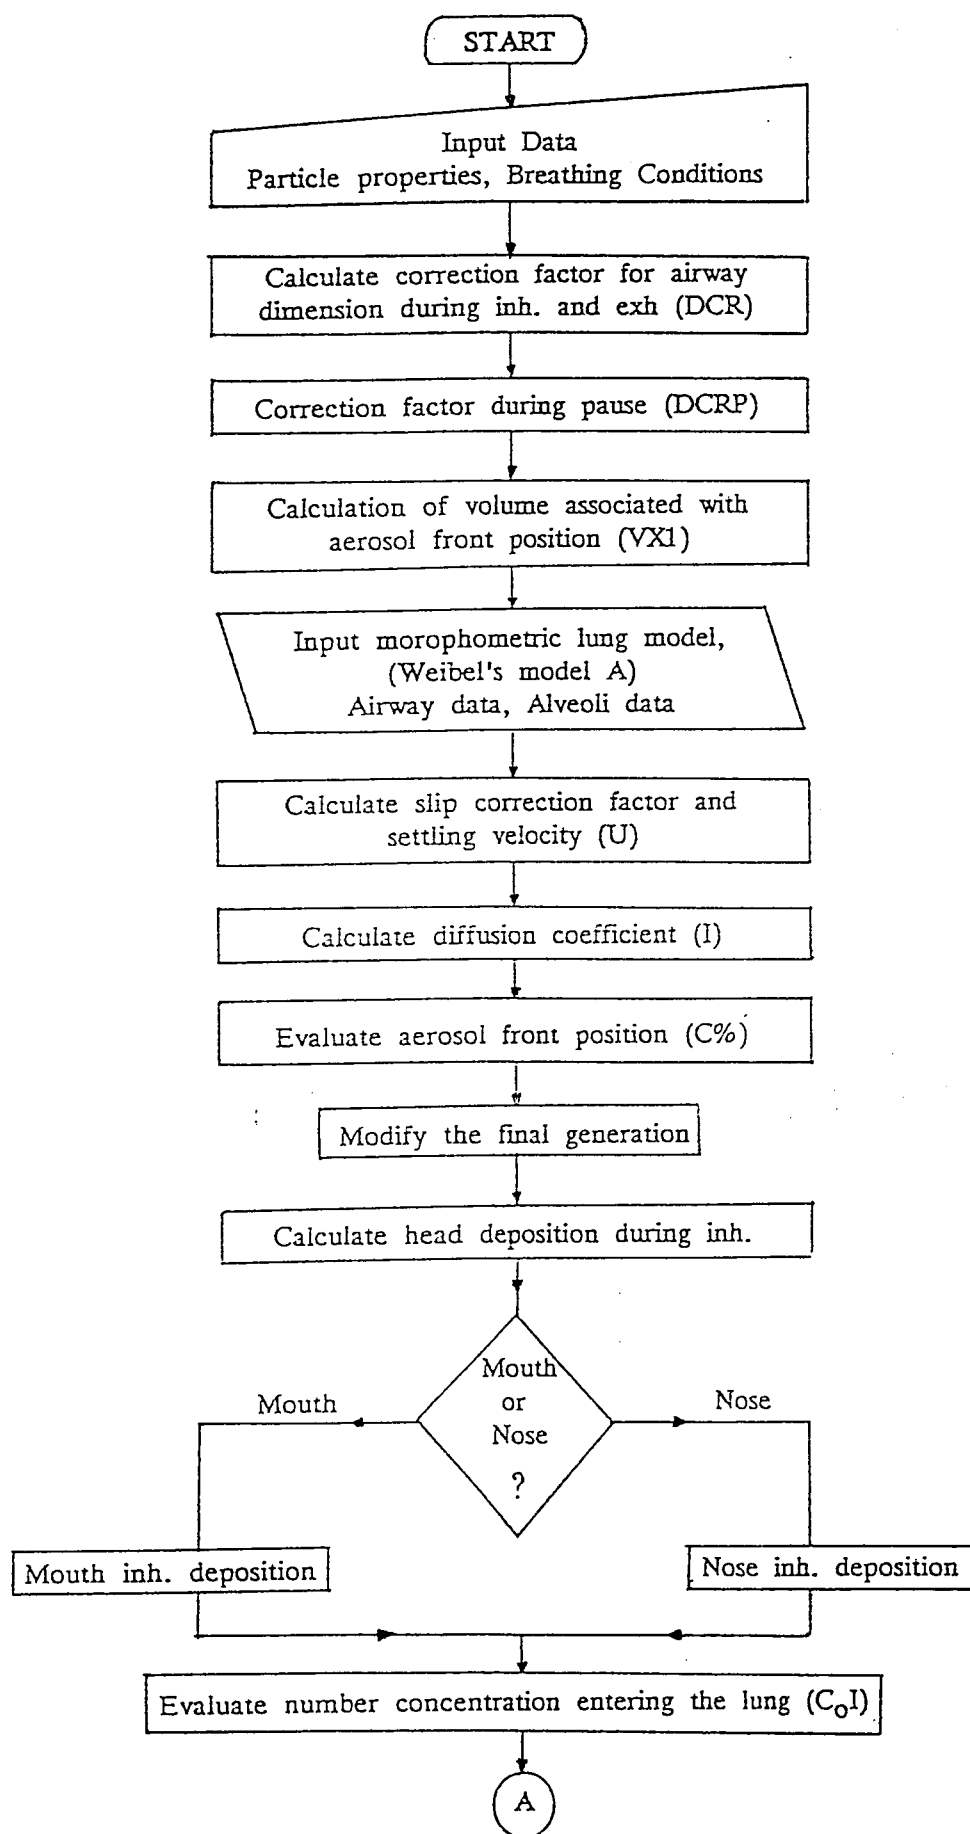 START
Input Data
Particle properties, Breathing Conditions
Calculate correction factor for airway
dimension during inh. and exh (DCR)
Correction factor during pause (DCRP)
Calculation of volume associated with
aerosol front position (VX1)
Input morophometric lung model,
(Weibel's model A)
Airway data, Alveoli data
Calculate slip correction factor and
settling velocity (U)
Calculate diffusion coefficient (I)
Evaluate aerosol front position (C%)
Modify the final generation
Calculate head deposition during inh.
Mouth
or
Nose
?
Mouth
Nose
Mouth inh. deposition
Nose inh. deposition
Evaluate number concentration entering the lung (C₀I)
A